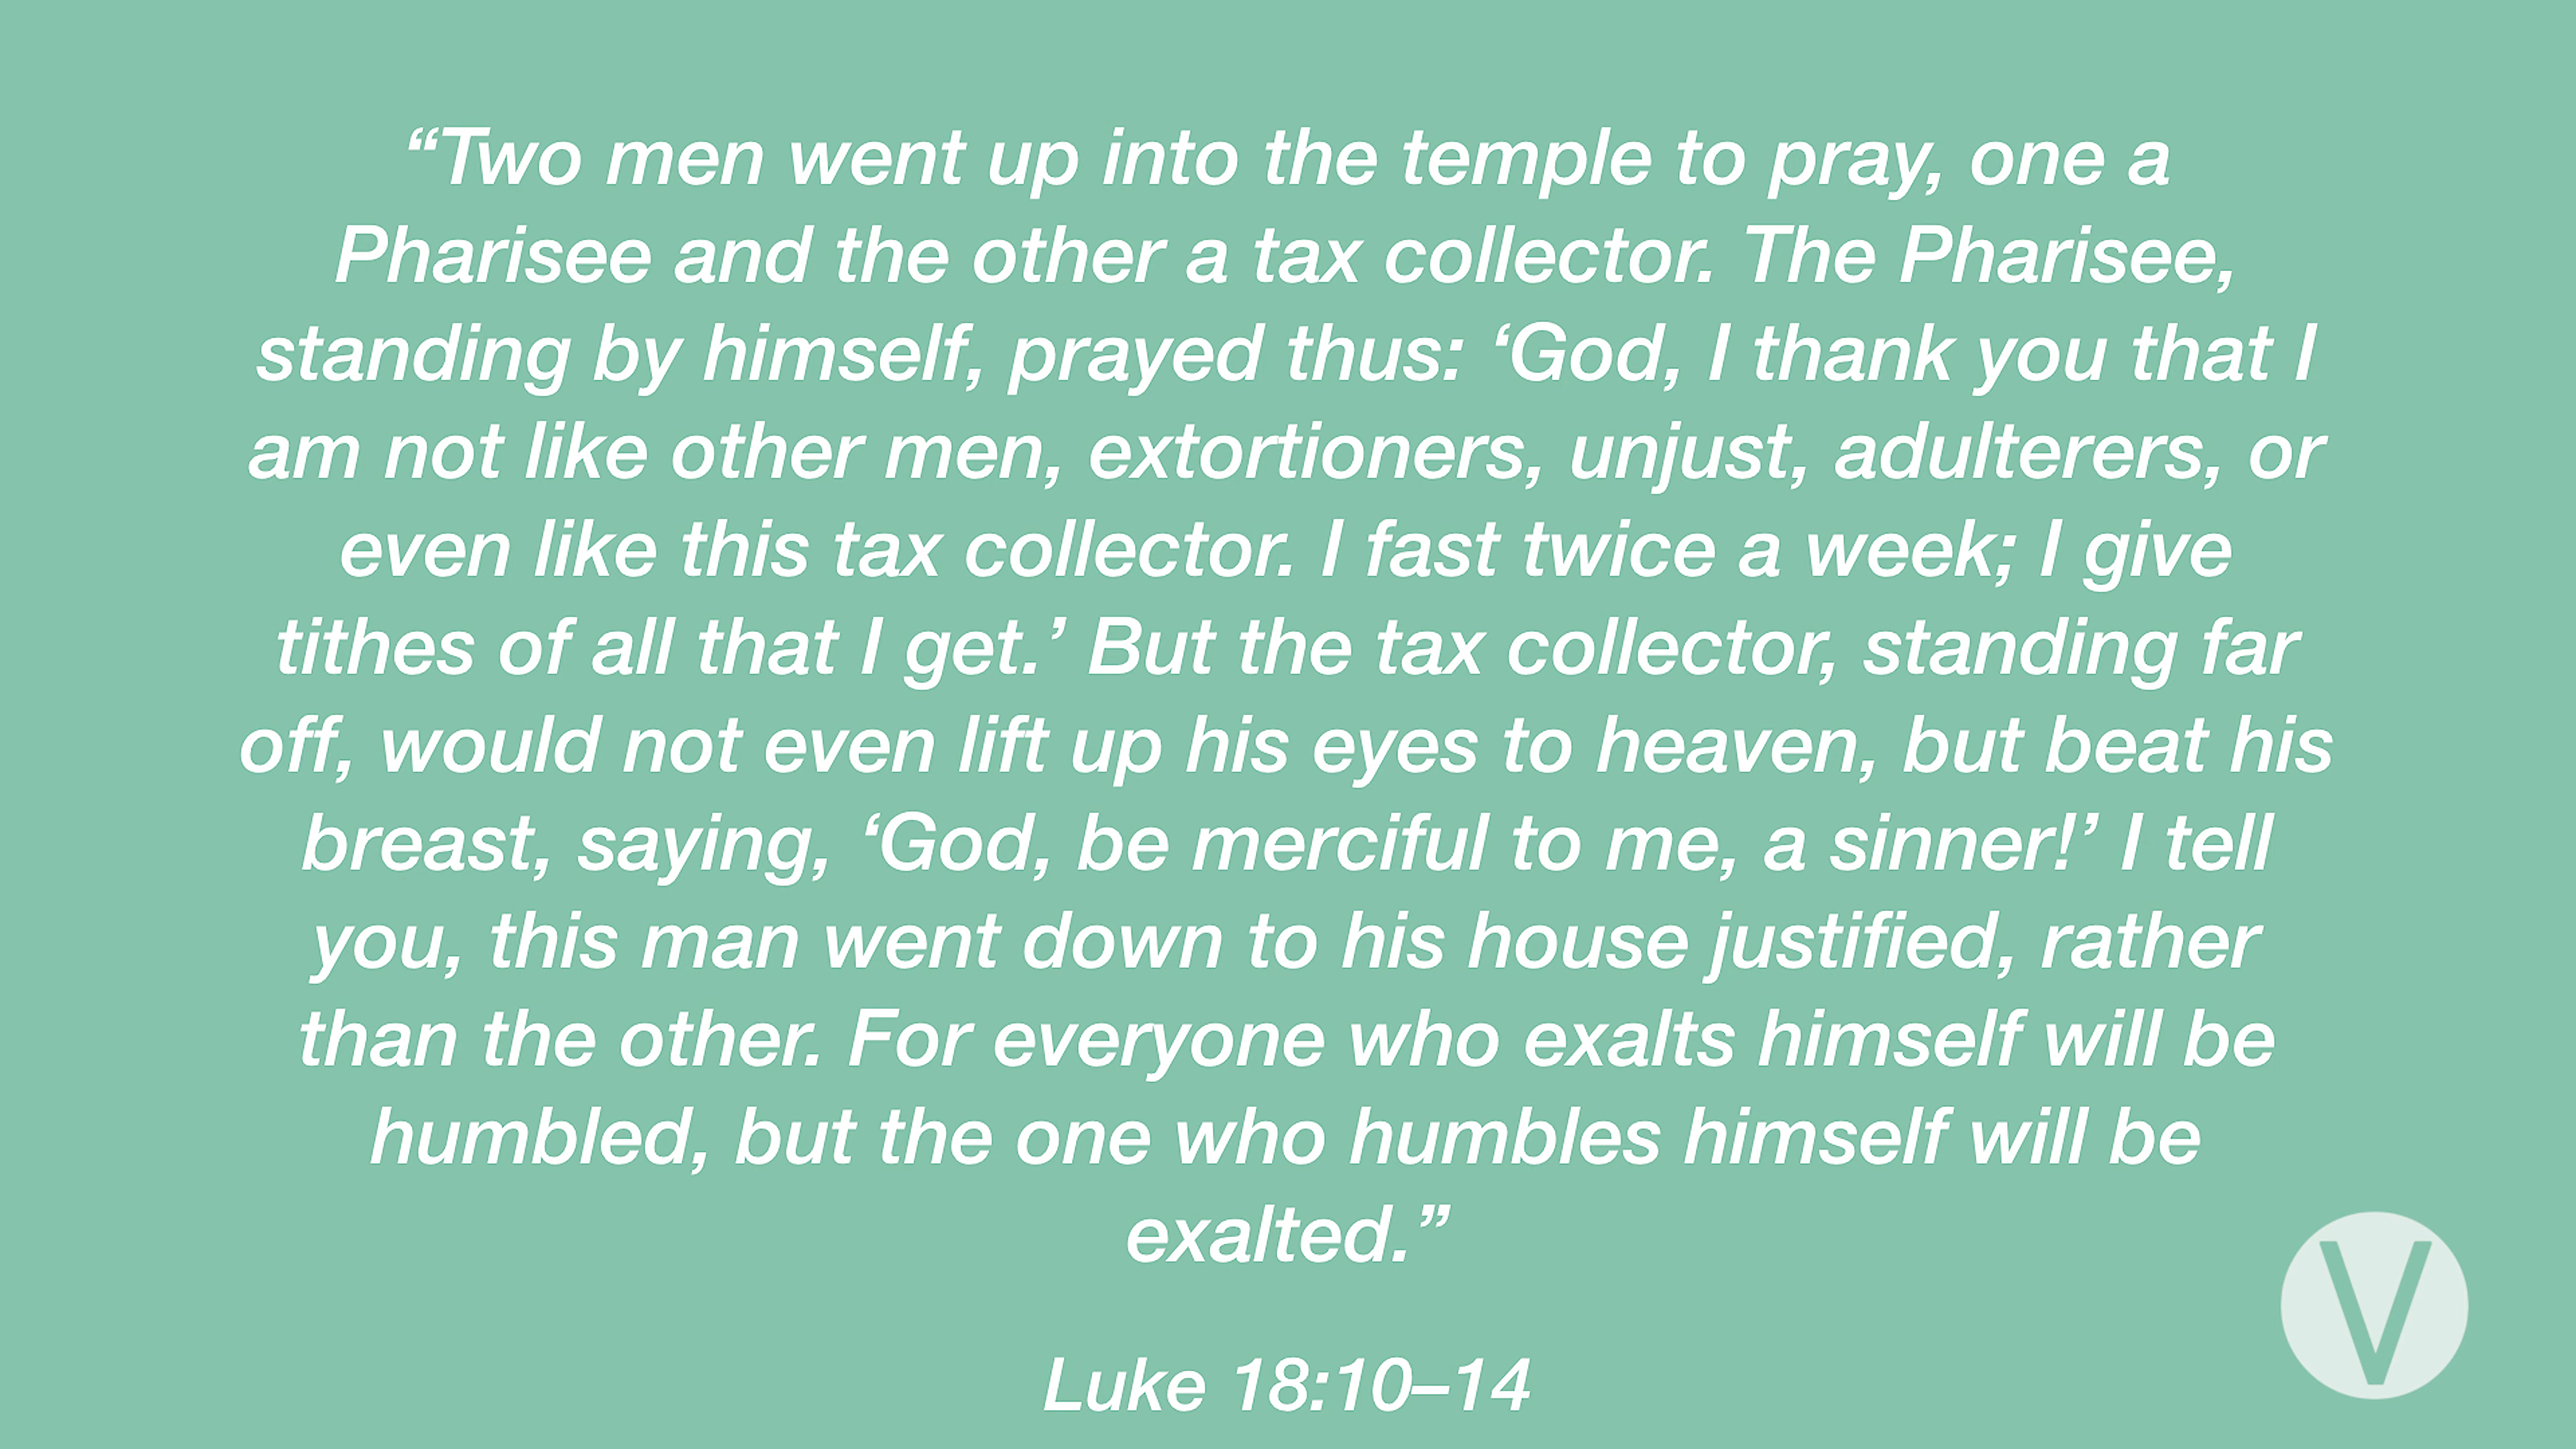 “Two men went up into the temple to pray, one a
Pharisee and the other a tax collector. The Pharisee,
standing by himself, prayed thus: ‘God, I thank you that I
am not like other men, extortioners, unjust, adulterers, or
even like this tax collector. I fast twice a week; I give
tithes of all that I get.’ But the tax collector, standing far
off, would not even lift up his eyes to heaven, but beat his
breast, saying, ‘God, be merciful to me, a sinner!’ I tell
you, this man went down to his house justified, rather
than the other. For everyone who exalts himself will be
humbled, but the one who humbles himself will be
exalted.”
Luke 18:10–14
V